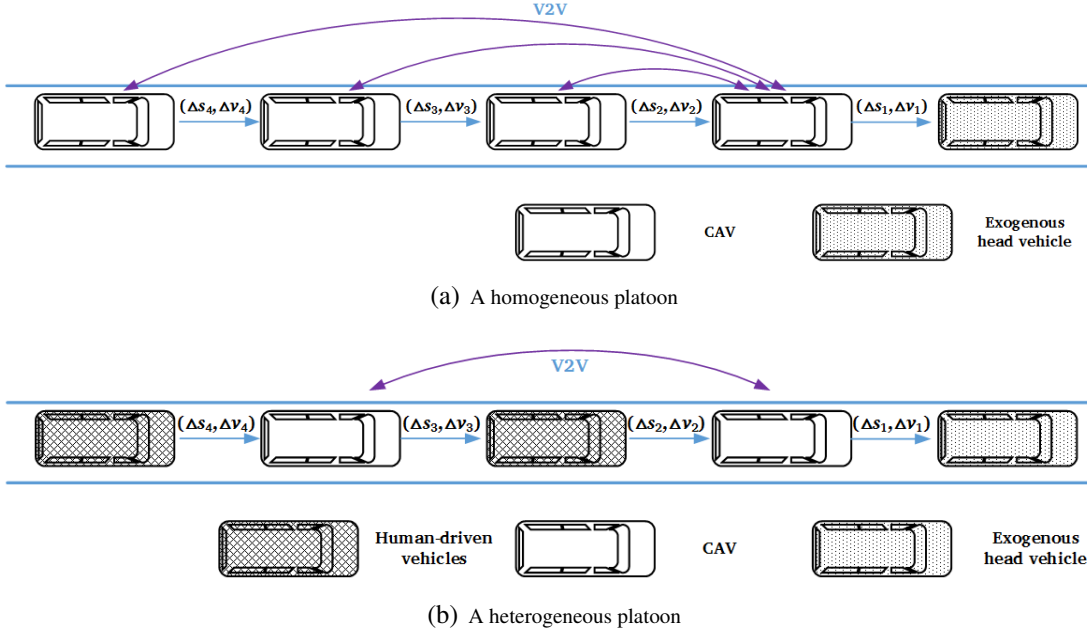 V2V
(Δs₄,Δv₄) (Δs₃,Δv₃) (Δs₂,Δv₂) (Δs₁,Δv₁)
CAV
Exogenous
head vehicle
(a) A homogeneous platoon
V2V
(Δs₄,Δv₄) (Δs₃,Δv₃) (Δs₂,Δv₂) (Δs₁,Δv₁)
Human-driven
vehicles
CAV
Exogenous
head vehicle
(b) A heterogeneous platoon